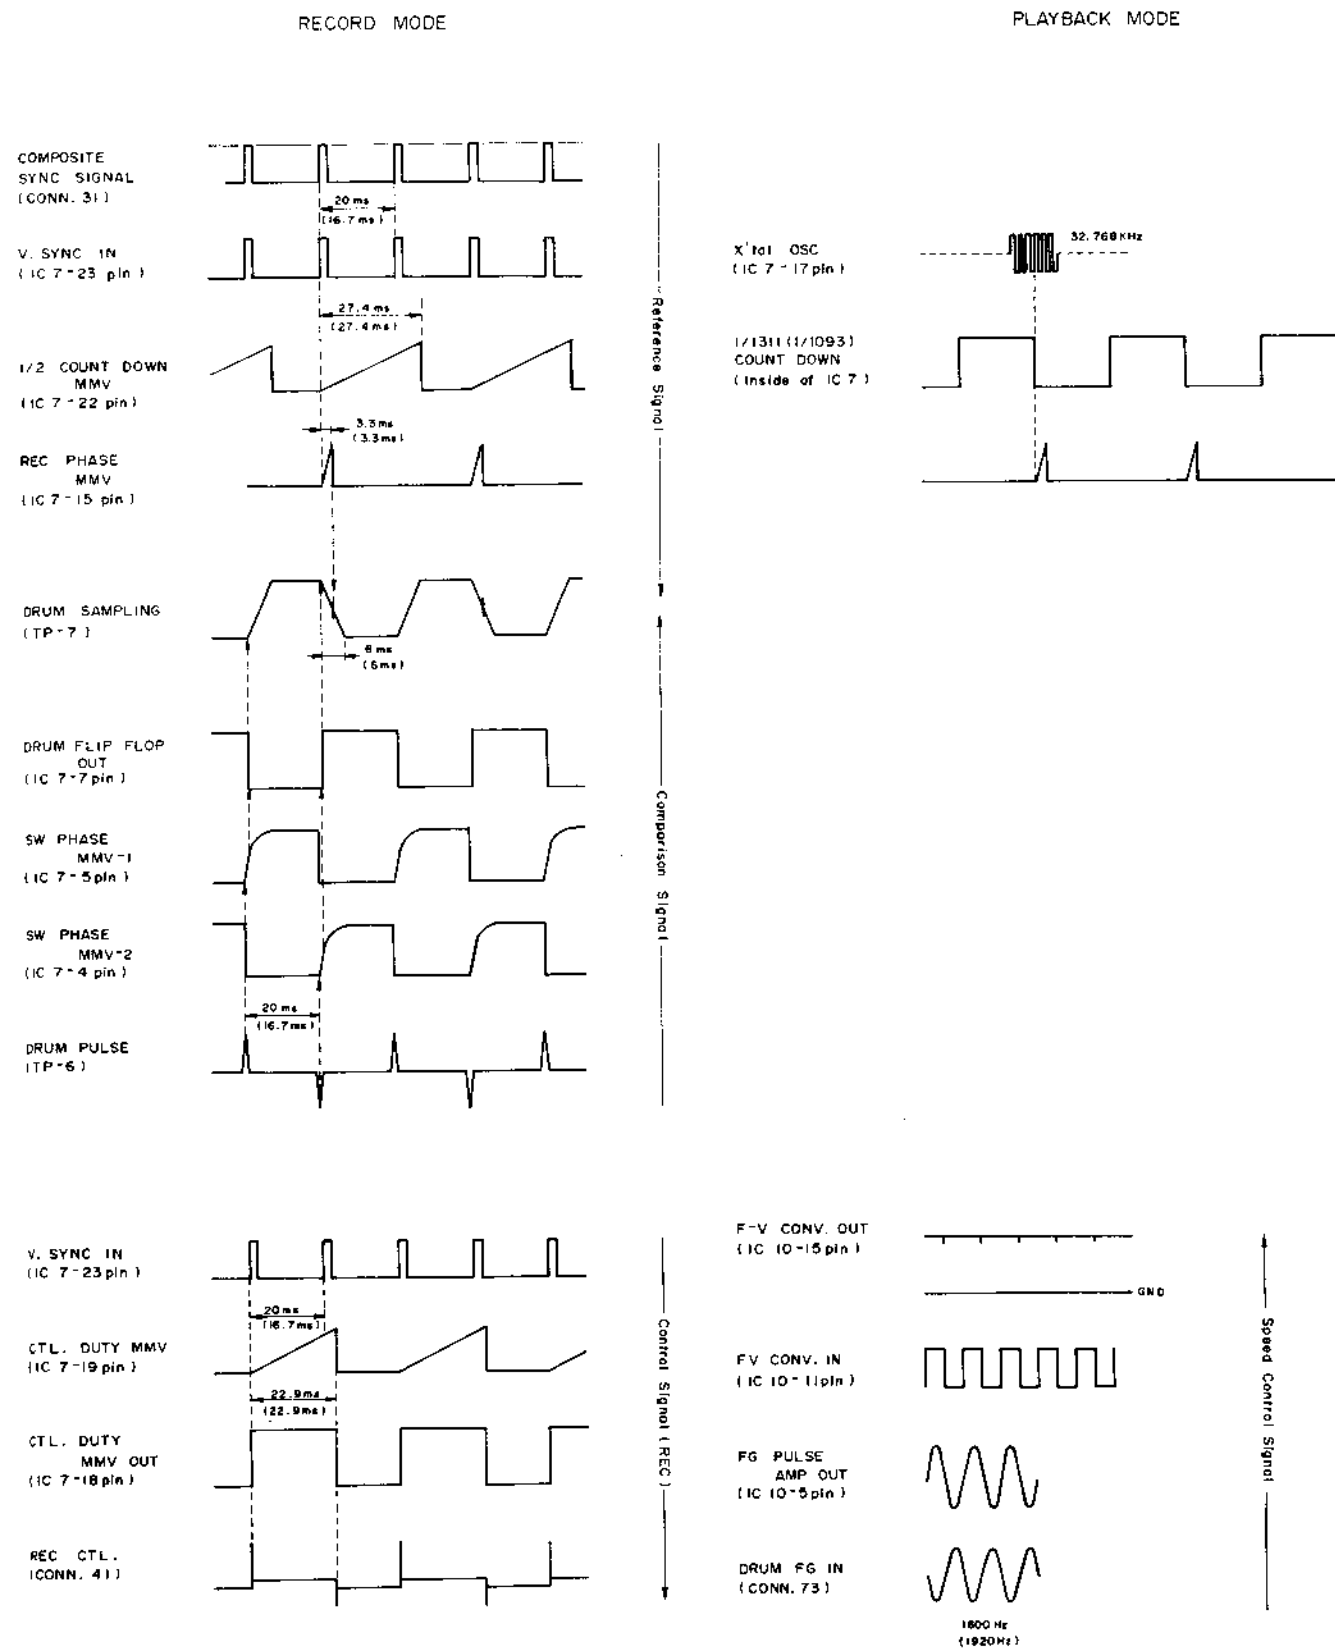 RECORD MODE
PLAYBACK MODE
COMPOSITE
SYNC SIGNAL
(CONN. 31)
20 ms
(16.7 ms)
V. SYNC IN
(IC 7-23 pin)
27.4 ms
(27.4 ms)
1/2 COUNT DOWN
MMV
(IC 7-22 pin)
3.3 ms
(3.3 ms)
REC PHASE
MMV
(IC 7-15 pin)
DRUM SAMPLING
(TP-7)
6 ms
(6 ms)
DRUM FLIP FLOP
OUT
(IC 7-7 pin)
SW PHASE
MMV-1
(IC 7-5 pin)
SW PHASE
MMV-2
(IC 7-4 pin)
20 ms
(16.7 ms)
DRUM PULSE
(TP-6)
Reference Signal
Comparison Signal
X'tal OSC
(IC 7-17 pin)
32.768 KHz
1/1311 (1/1093)
COUNT DOWN
(Inside of IC 7)
V. SYNC IN
(IC 7-23 pin)
20 ms
(16.7 ms)
CTL. DUTY MMV
(IC 7-19 pin)
22.9 ms
(22.9 ms)
CTL. DUTY
MMV OUT
(IC 7-18 pin)
REC CTL.
(CONN. 41)
Control Signal (REC)
F-V CONV. OUT
(IC 10-15 pin)
GND
FV CONV. IN
(IC 10-11 pin)
FG PULSE
AMP OUT
(IC 10-5 pin)
DRUM FG IN
(CONN. 73)
1600 Hz
(1920 Hz)
Speed Control Signal